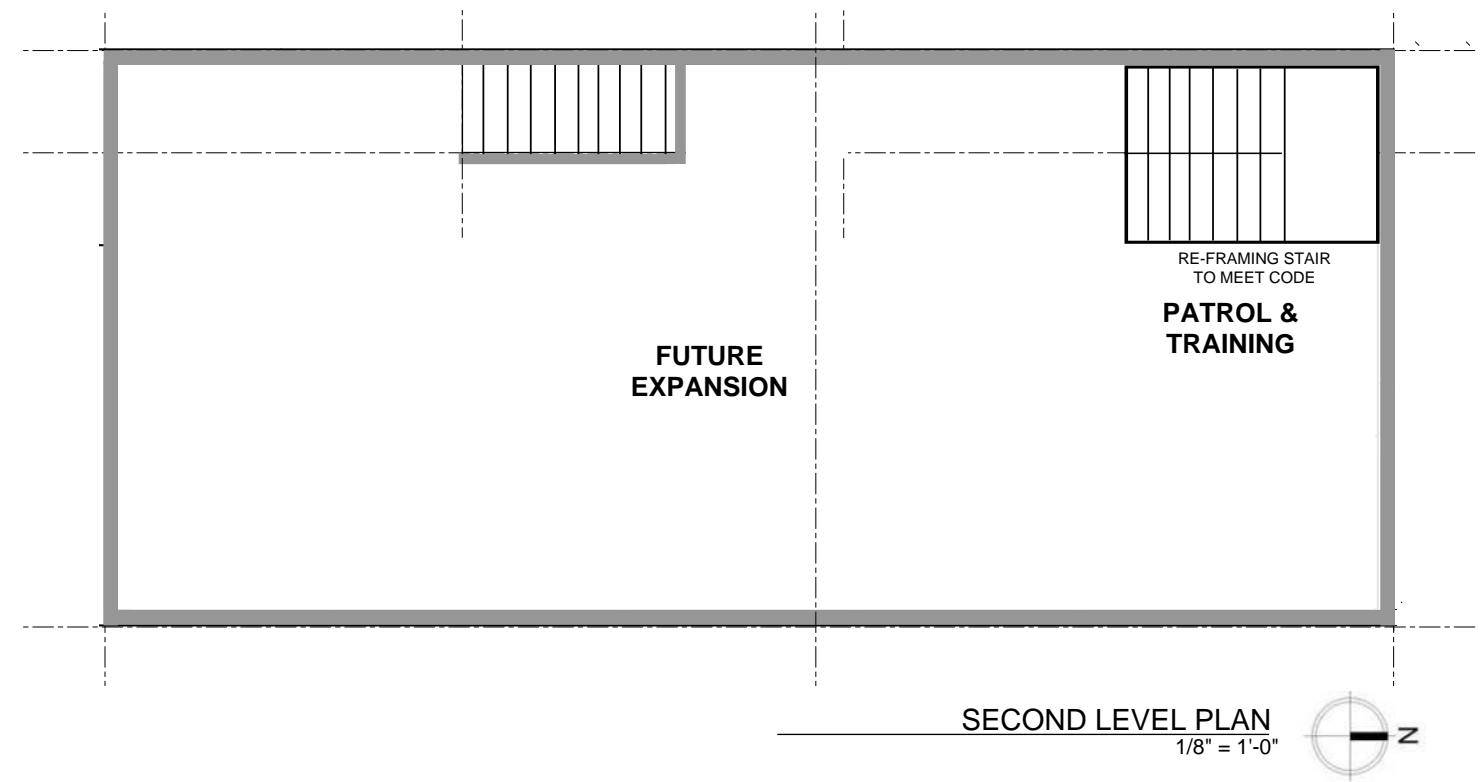 RE-FRAMING STAIR
TO MEET CODE
PATROL &
TRAINING
FUTURE
EXPANSION
SECOND LEVEL PLAN
1/8" = 1'-0"
N